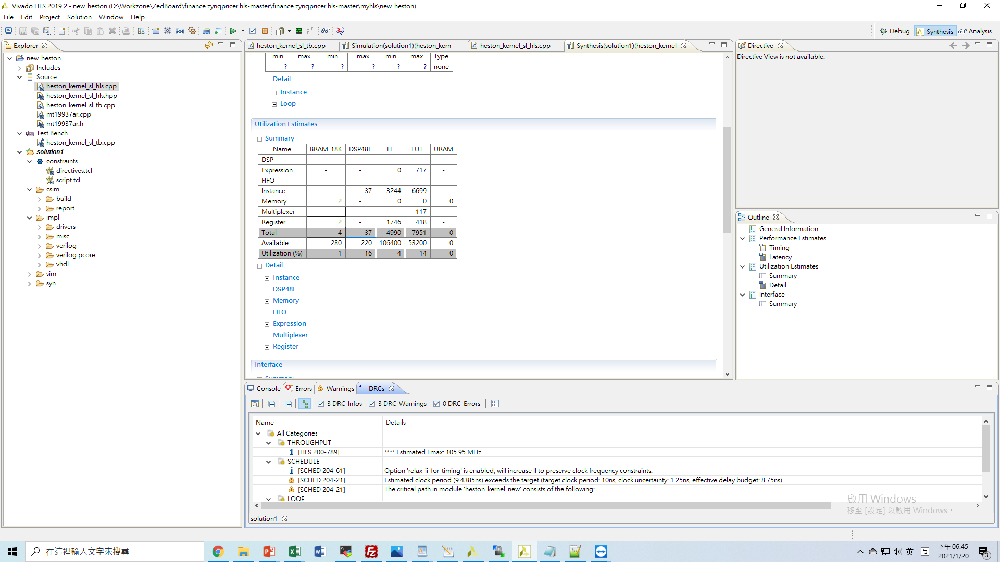 Vivado HLS 2019.2 - new_heston (D:\Workzone\ZedBoard\finance.zynqpricer.hls-master\finance.zynqpricer.hls-master\myhls\new_heston)
File Edit Project Solution Window Help
Debug Synthesis Analysis
Explorer
new_heston
Includes
Source
heston_kernel_sl_hls.cpp
heston_kernel_sl_hls.hpp
heston_kernel_sl_tb.cpp
mt19937ar.cpp
mt19937ar.h
Test Bench
heston_kernel_sl_tb.cpp
solution1
constraints
directives.tcl
script.tcl
csim
build
report
impl
drivers
misc
verilog
verilog.pcore
vhdl
sim
syn
heston_kernel_sl_tb.cpp Simulation(solution1)(heston_kern heston_kernel_sl_hls.cpp Synthesis(solution1)(heston_kernel
min max min max min max Type
? ? ? ? ? ? none
Detail
Instance
Loop
Utilization Estimates
Summary
Name BRAM_18K DSP48E FF LUT URAM
DSP - - - - -
Expression - - 0 717 -
FIFO - - - - -
Instance - 37 3244 6699 -
Memory 2 - 0 0 0
Multiplexer - - - 117 -
Register 2 - 1746 418 -
Total 4 37 4990 7951 0
Available 280 220 106400 53200 0
Utilization (%) 1 16 4 14 0
Detail
Instance
DSP48E
Memory
FIFO
Expression
Multiplexer
Register
Interface
Summary
Directive
Directive View is not available.
Outline
General Information
Performance Estimates
Timing
Latency
Utilization Estimates
Summary
Detail
Interface
Summary
Console Errors Warnings DRCs
3 DRC-Infos 3 DRC-Warnings 0 DRC-Errors
Name Details
All Categories
THROUGHPUT
[HLS 200-789] **** Estimated Fmax: 105.95 MHz
SCHEDULE
[SCHED 204-61] Option 'relax_ii_for_timing' is enabled, will increase II to preserve clock frequency constraints.
[SCHED 204-21] Estimated clock period (9.4385ns) exceeds the target (target clock period: 10ns, clock uncertainty: 1.25ns, effective delay budget: 8.75ns).
[SCHED 204-21] The critical path in module 'heston_kernel_new' consists of the following:
LOOP
solution1
啟用 Windows
移至 [設定] 以啟用 Windows。
在這裡輸入文字來搜尋
英
下午 06:45
2021/1/20
3